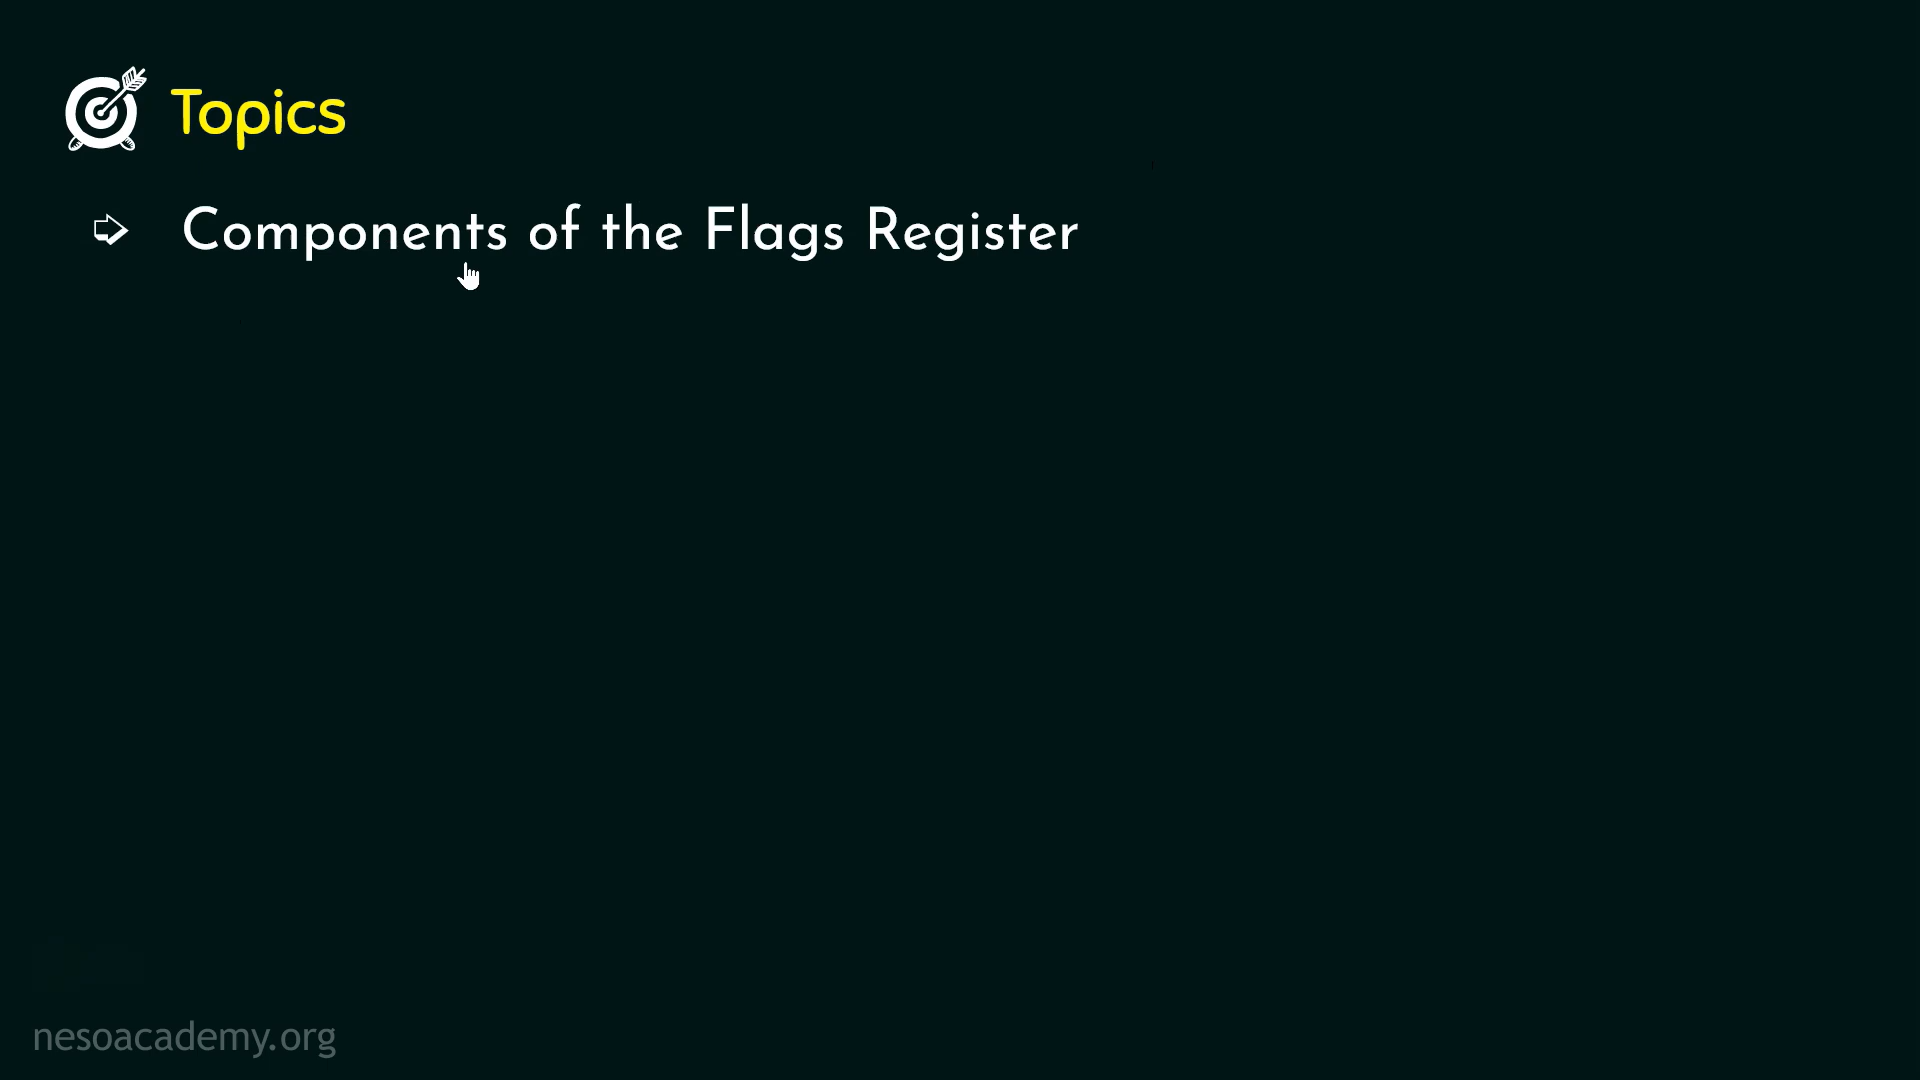 Topics
➩ Components of the Flags Register
nesoacademy.org